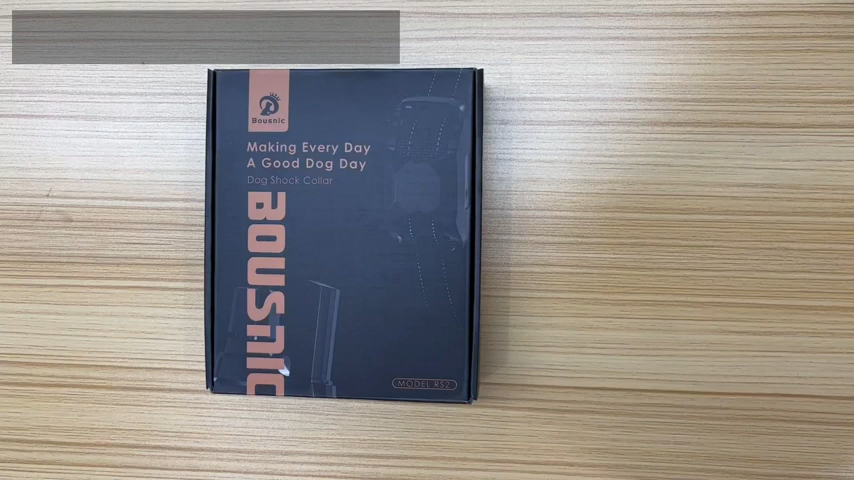 Bousnic
Making Every Day
A Good Dog Day
Dog Shock Collar
Bousnic
MODEL RS2